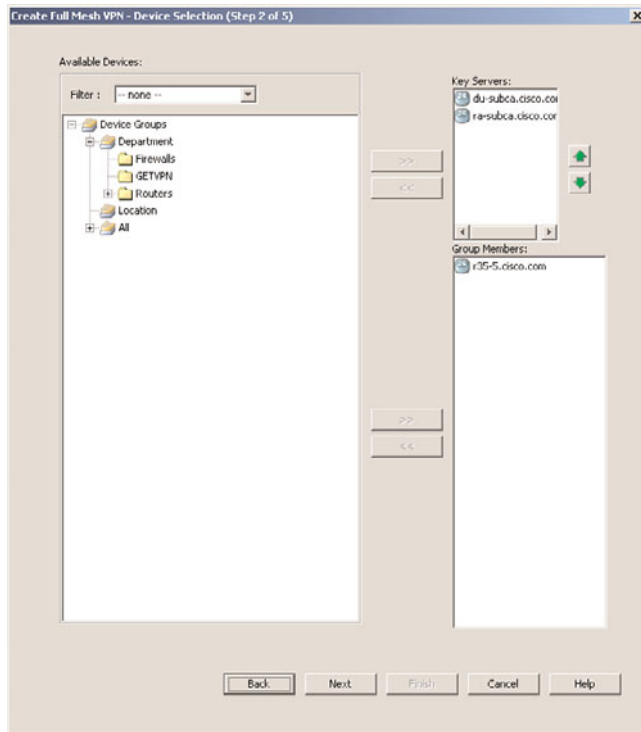 Create Full Mesh VPN - Device Selection (Step 2 of 5)
Available Devices:
Filter : -- none --
Device Groups
Department
Firewalls
GETVPN
Routers
Location
All
>>
<<
Key Servers:
du-subca.cisco.co
ra-subca.cisco.co
Group Members:
r35-5.cisco.com
>>
<<
Back
Next
Finish
Cancel
Help